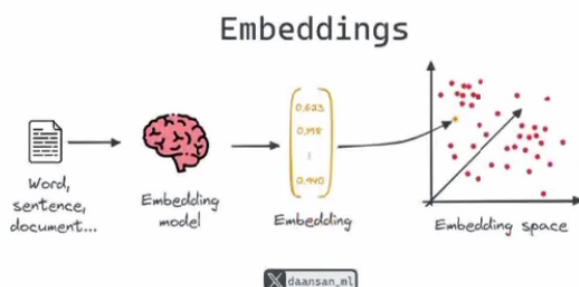 Embeddings
Word,
sentence,
document...
Embedding
model
0,623
0,198
0,940
Embedding
Embedding space
X daansan_ml